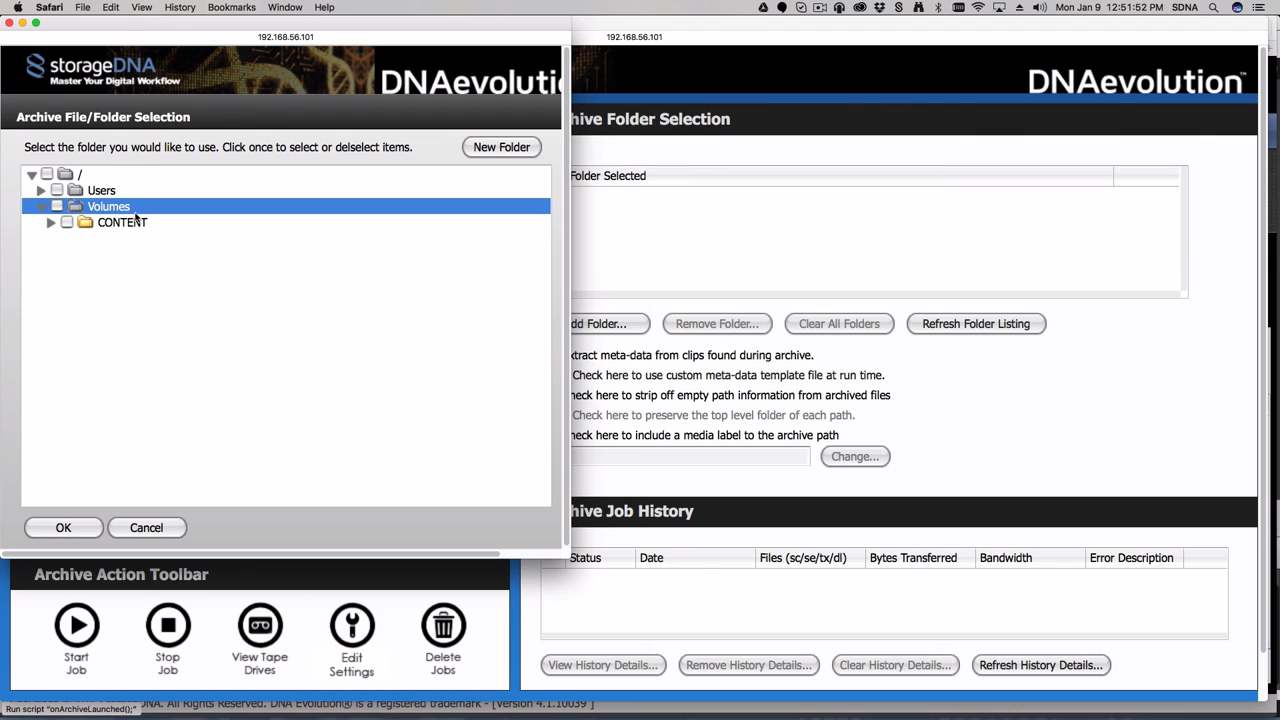 Safari File Edit View History Bookmarks Window Help Mon Jan 9 12:51:52 PM SDNA
192.168.56.101 192.168.56.101
storageDNA
Master Your Digital Workflow
DNAevoluti
DNAevolution™
Archive File/Folder Selection
hive Folder Selection
Select the folder you would like to use. Click once to select or delselect items.
New Folder
/
Users
Volumes
CONTENT
Folder Selected
dd Folder... Remove Folder... Clear All Folders Refresh Folder Listing
xtract meta-data from clips found during archive.
Check here to use custom meta-data template file at run time.
heck here to strip off empty path information from archived files
Check here to preserve the top level folder of each path.
heck here to include a media label to the archive path
Change...
OK Cancel
hive Job History
Status Date Files (sc/se/tx/dl) Bytes Transferred Bandwidth Error Description
Archive Action Toolbar
Start Job
Stop Job
View Tape Drives
Edit Settings
Delete Jobs
View History Details... Remove History Details... Clear History Details... Refresh History Details...
DNA. All Rights Reserved. DNA Evolution® is a registered trademark - [Version 4.1.10039 ]
Run script "onArchiveLaunched();"